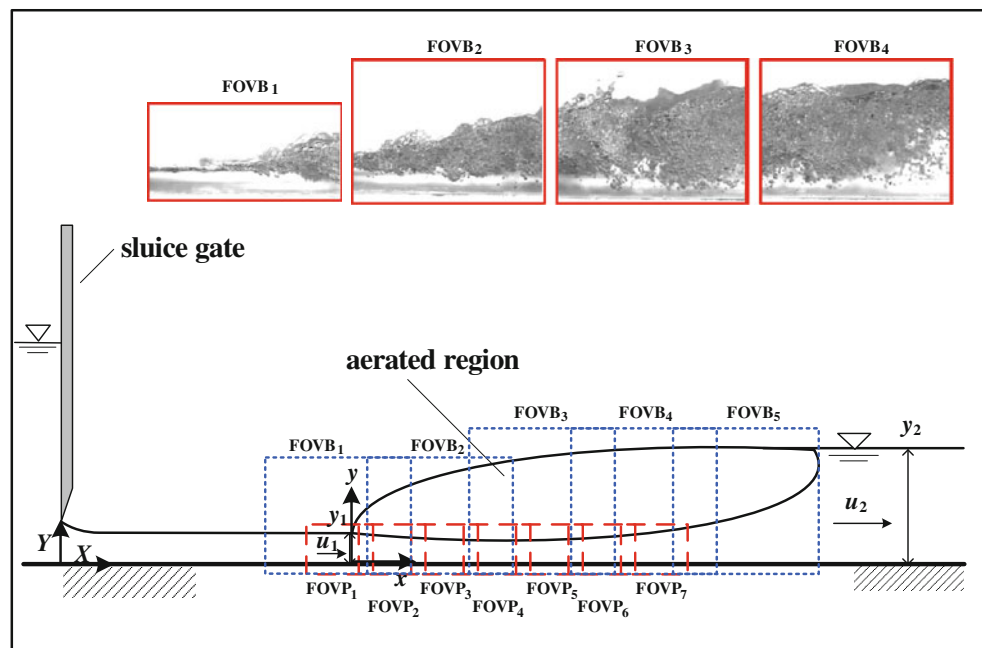 FOVB1
FOVB2
FOVB3
FOVB4
sluice gate
aerated region
FOVB1
FOVB2
FOVB3
FOVB4
FOVB5
y
y1
u1
x
Y
X
y2
u2
FOVP1
FOVP2
FOVP3
FOVP4
FOVP5
FOVP6
FOVP7